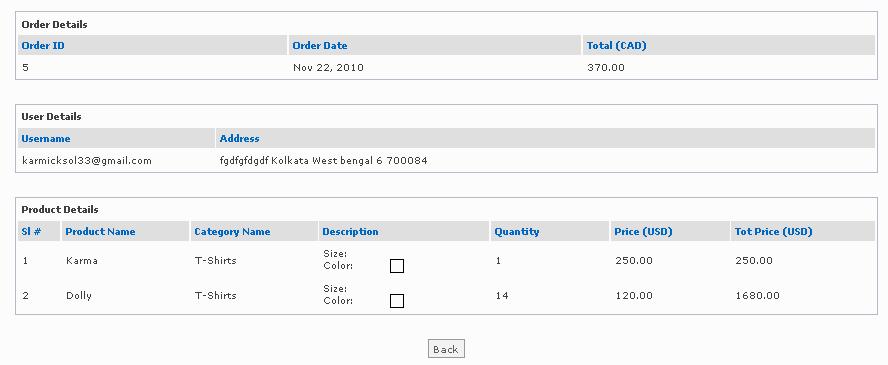 Order Details
Order ID Order Date Total (CAD)
5 Nov 22, 2010 370.00
User Details
Username Address
karmicksol33@gmail.com fgdfgfdgdf Kolkata West bengal 6 700084
Product Details
Sl # Product Name Category Name Description Quantity Price (USD) Tot Price (USD)
1 Karma T-Shirts Size: Color: 1 250.00 250.00
2 Dolly T-Shirts Size: Color: 14 120.00 1680.00
Back